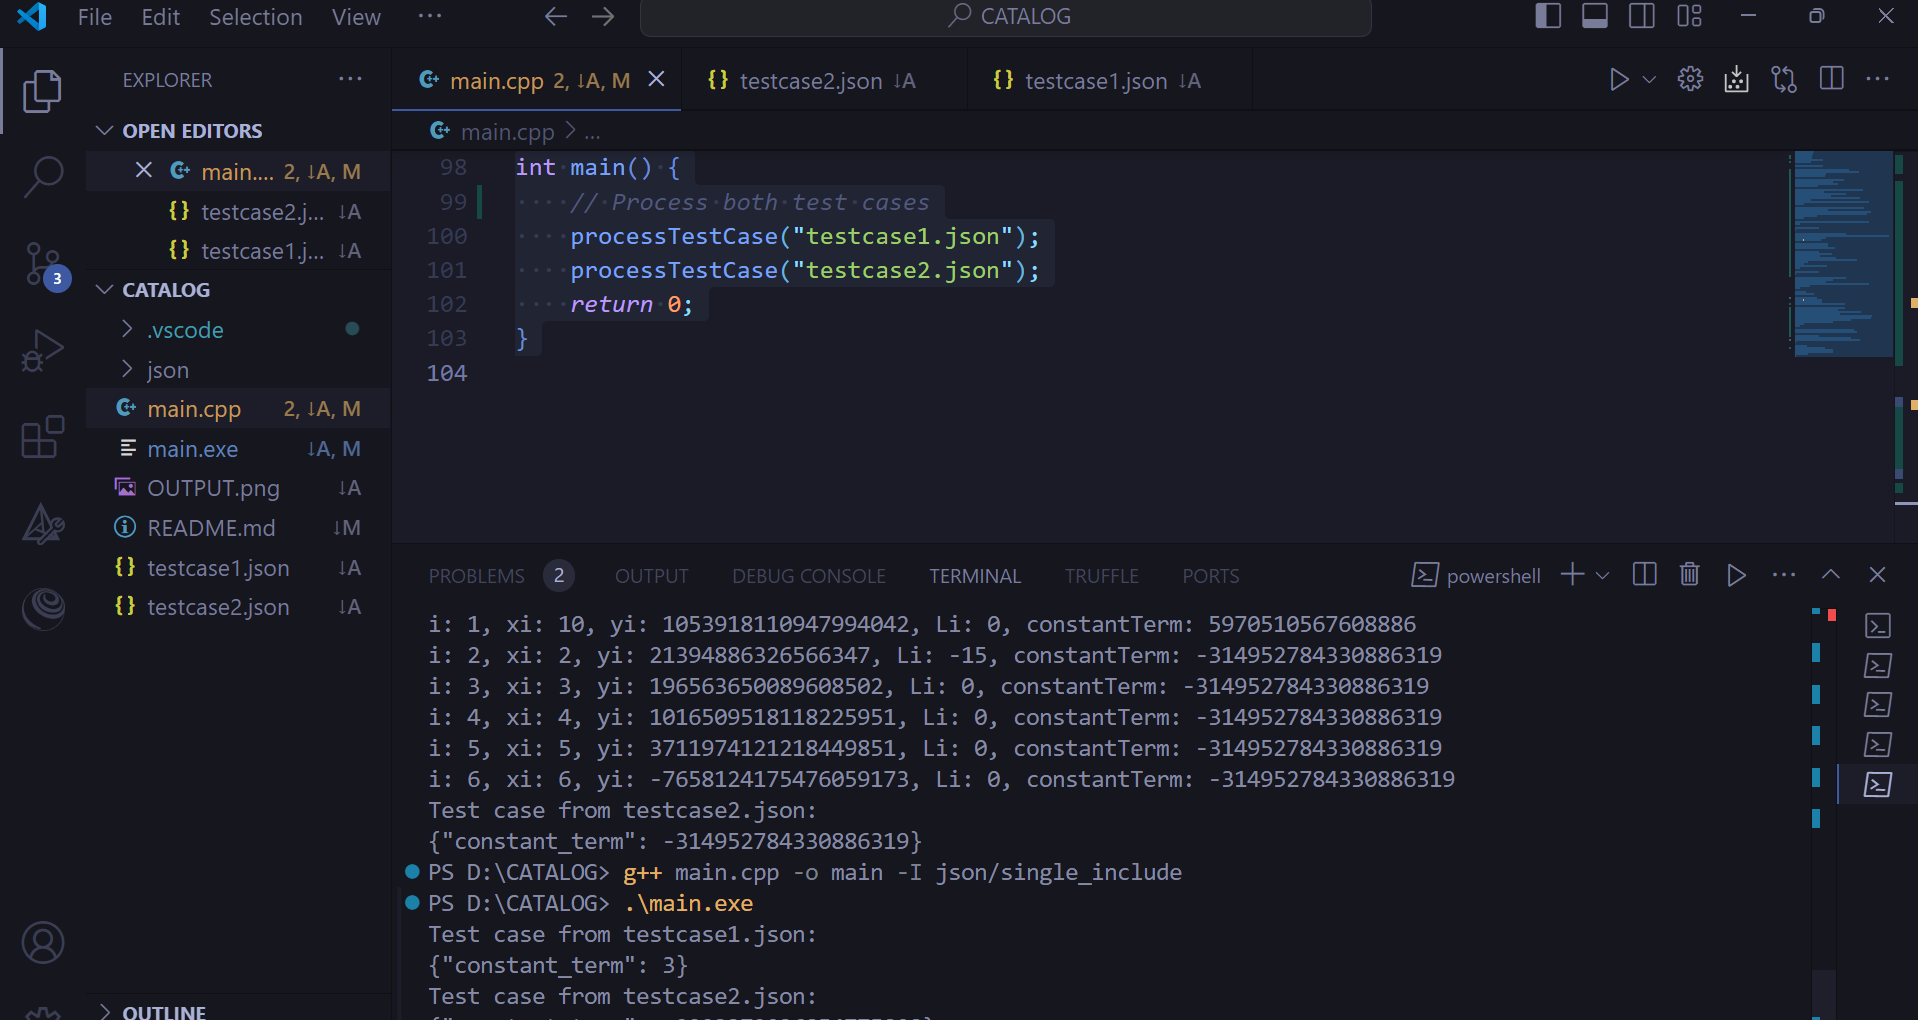 File Edit Selection View ···
CATALOG
EXPLORER ···
OPEN EDITORS
main.... 2, ↓A, M
testcase2.j... ↓A
testcase1.j... ↓A
CATALOG
.vscode
json
main.cpp 2, ↓A, M
main.exe ↓A, M
OUTPUT.png ↓A
README.md ↓M
testcase1.json ↓A
testcase2.json ↓A
OUTLINE
3
main.cpp 2, ↓A, M
testcase2.json ↓A
testcase1.json ↓A
main.cpp > ...
98 int main() {
99 // Process both test cases
100 processTestCase("testcase1.json");
101 processTestCase("testcase2.json");
102 return 0;
103 }
104
PROBLEMS 2 OUTPUT DEBUG CONSOLE TERMINAL TRUFFLE PORTS
powershell
i: 1, xi: 10, yi: 1053918110947994042, Li: 0, constantTerm: 5970510567608886
i: 2, xi: 2, yi: 21394886326566347, Li: -15, constantTerm: -314952784330886319
i: 3, xi: 3, yi: 196563650089608502, Li: 0, constantTerm: -314952784330886319
i: 4, xi: 4, yi: 1016509518118225951, Li: 0, constantTerm: -314952784330886319
i: 5, xi: 5, yi: 3711974121218449851, Li: 0, constantTerm: -314952784330886319
i: 6, xi: 6, yi: -7658124175476059173, Li: 0, constantTerm: -314952784330886319
Test case from testcase2.json:
{"constant_term": -314952784330886319}
PS D:\CATALOG> g++ main.cpp -o main -I json/single_include
PS D:\CATALOG> .\main.exe
Test case from testcase1.json:
{"constant_term": 3}
Test case from testcase2.json: